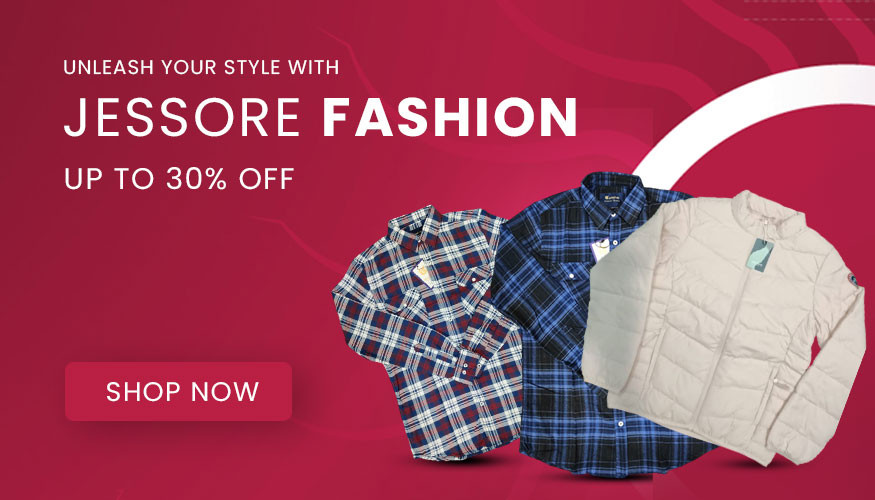 UNLEASH YOUR STYLE WITH
JESSORE FASHION
UP TO 30% OFF
SHOP NOW